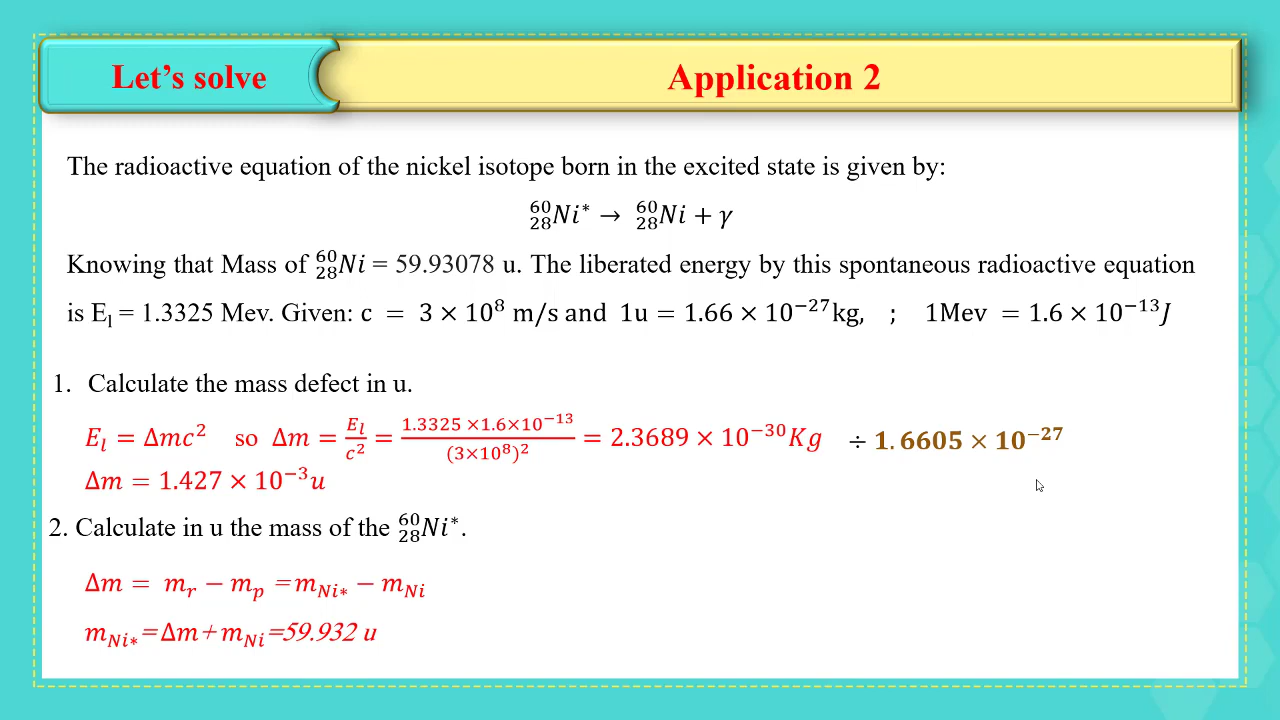 Let’s solve
Application 2
The radioactive equation of the nickel isotope born in the excited state is given by:
⁶⁰₂₈Ni* → ⁶⁰₂₈Ni + γ
Knowing that Mass of ⁶⁰₂₈Ni = 59.93078 u. The liberated energy by this spontaneous radioactive equation
is Eₗ = 1.3325 Mev. Given: c = 3 × 10⁸ m/s and 1u = 1.66 × 10⁻²⁷kg, ; 1Mev = 1.6 × 10⁻¹³J
1. Calculate the mass defect in u.
Eₗ = Δmc² so Δm = Eₗ/c² = 1.3325 ×1.6×10⁻¹³/(3×10⁸)² = 2.3689 × 10⁻³⁰Kg ÷ 1.6605 × 10⁻²⁷
Δm = 1.427 × 10⁻³u
2. Calculate in u the mass of the ⁶⁰₂₈Ni*.
Δm = mᵣ − mₚ =m_Ni* − m_Ni
m_Ni*=Δm+m_Ni=59.932 u